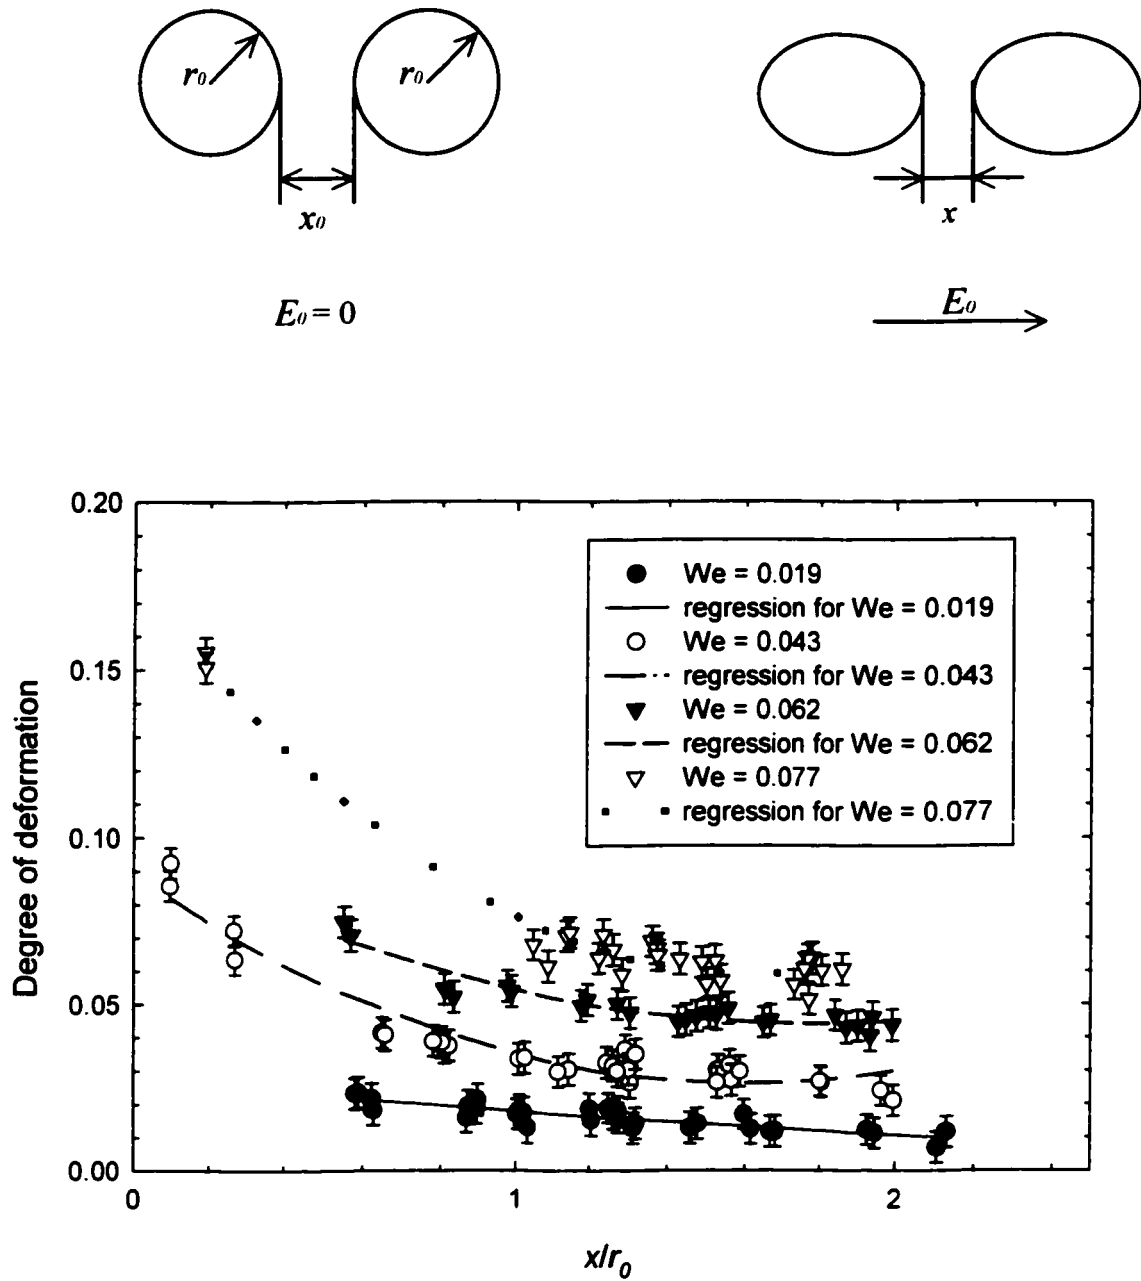 r₀ r₀
x₀ x
E₀ = 0 E₀
0.20
0.15
0.10
0.05
0.00
Degree of deformation
We = 0.019
regression for We = 0.019
We = 0.043
regression for We = 0.043
We = 0.062
regression for We = 0.062
We = 0.077
regression for We = 0.077
0 1 2
x/r₀